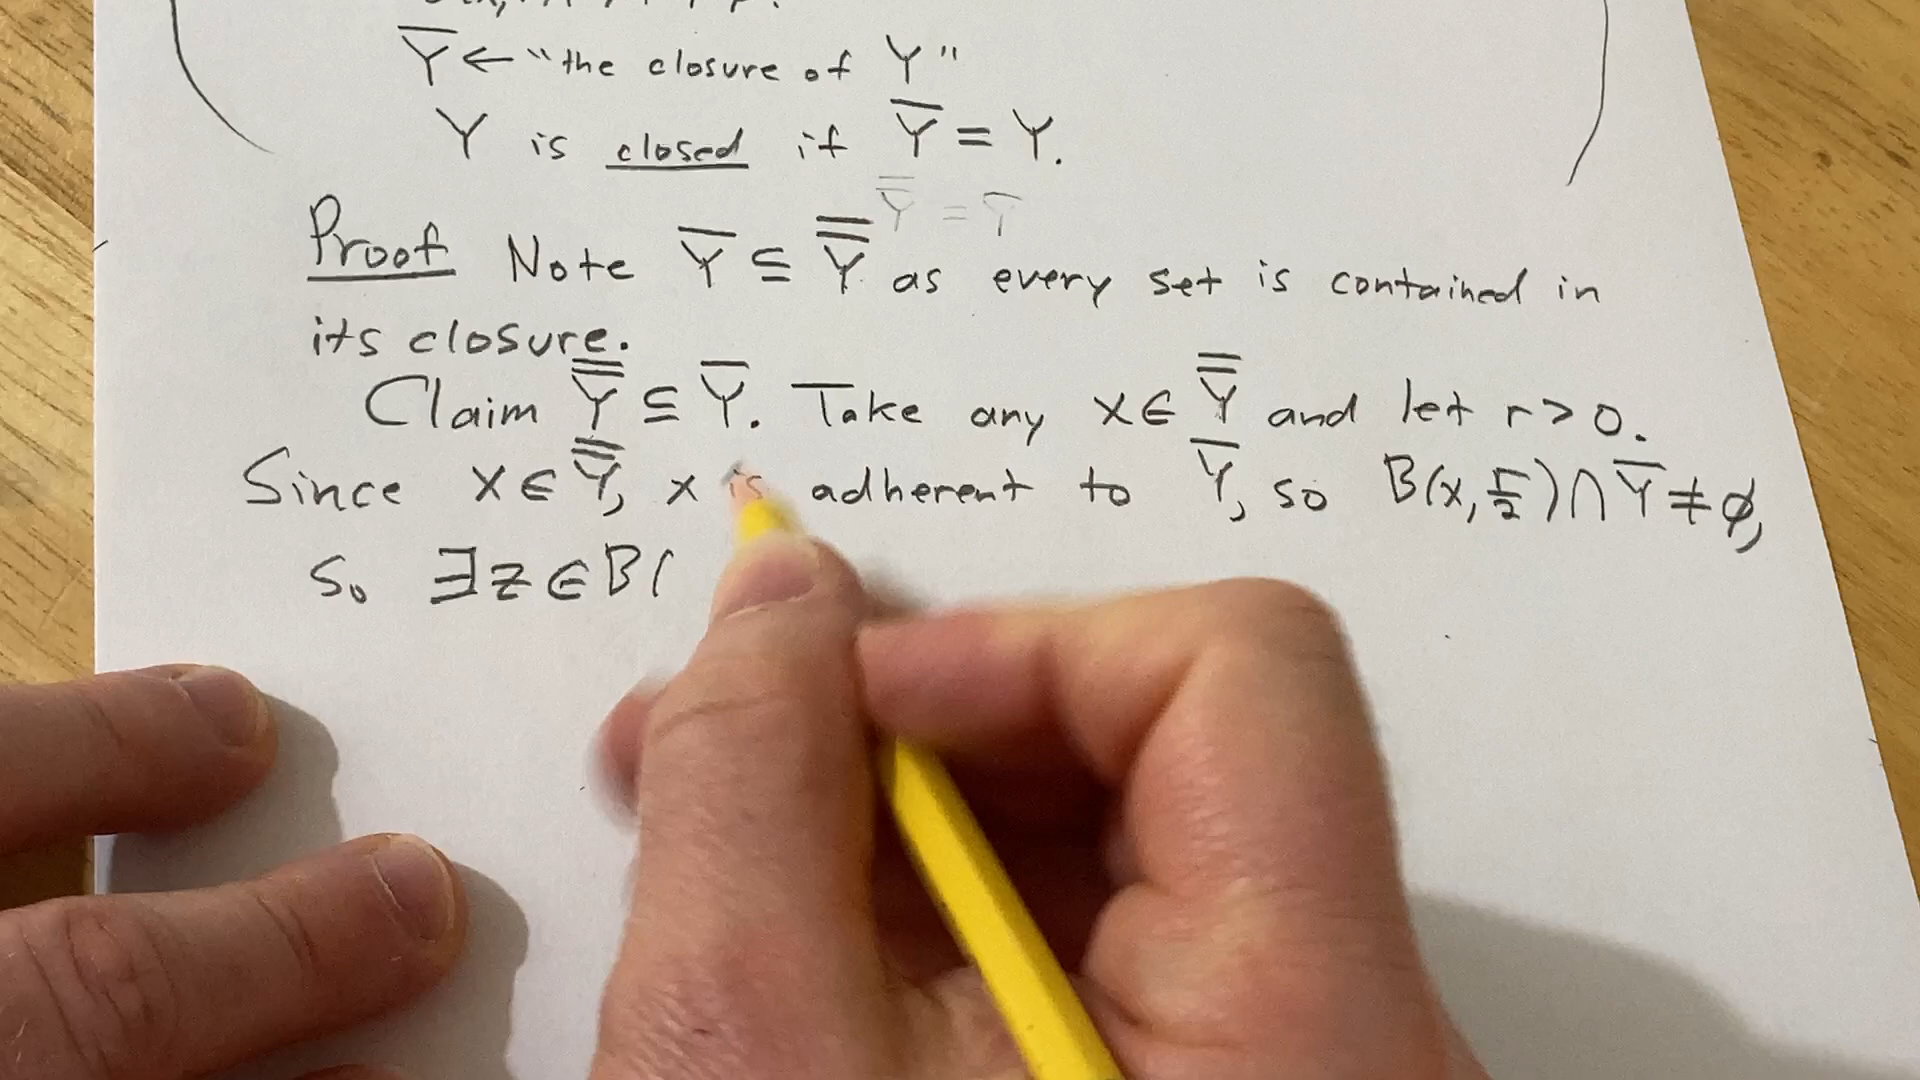 Y̅ ← "the closure of Y"
Y is closed if Y̅ = Y.
Y̿ = Y̅
Proof Note Y̅ ⊆ Y̿ as every set is contained in
its closure.
Claim Y̿ ⊆ Y̅. Take any x∈ Y̿ and let r>0.
Since x∈Y̿, x is adherent to Y̅, so B(x, r/2)∩Y̅ ≠ ∅,
So ∃z∈B(